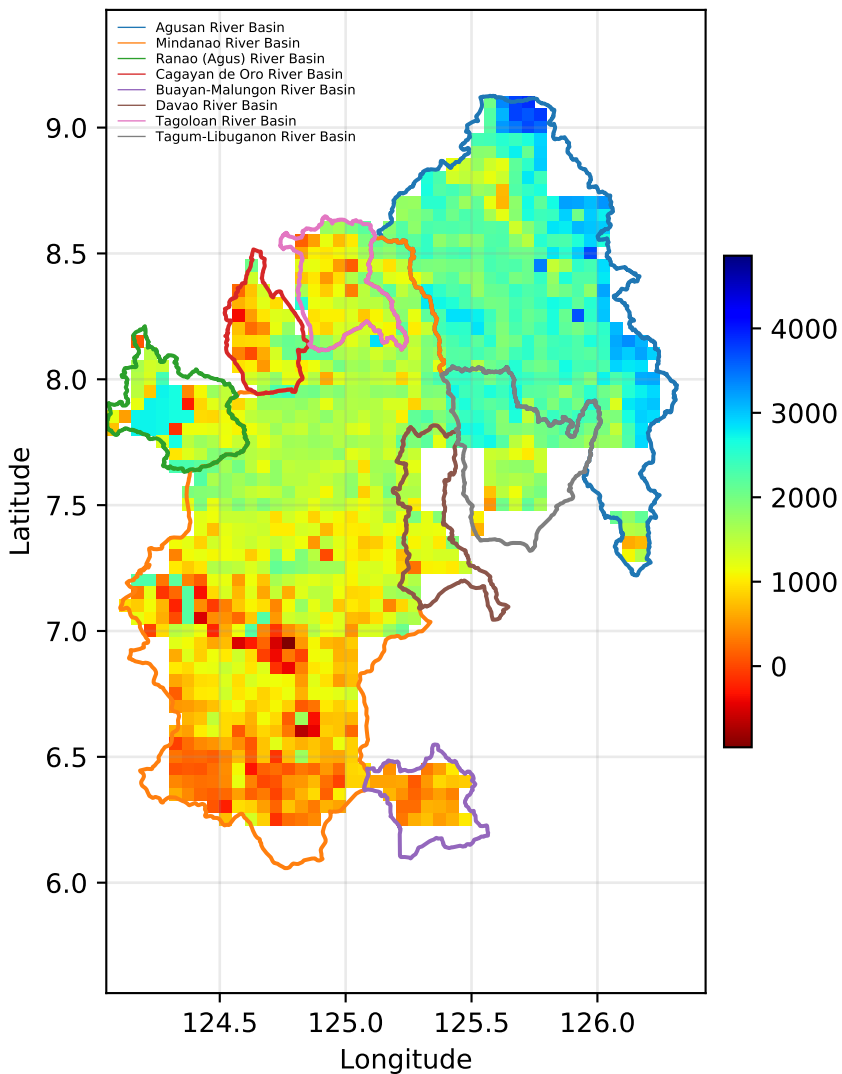 Agusan River Basin
Mindanao River Basin
Ranao (Agus) River Basin
Cagayan de Oro River Basin
Buayan-Malungon River Basin
Davao River Basin
Tagoloan River Basin
Tagum-Libuganon River Basin
9.0
8.5
8.0
7.5
7.0
6.5
6.0
Latitude
124.5 125.0 125.5 126.0
Longitude
4000
3000
2000
1000
0